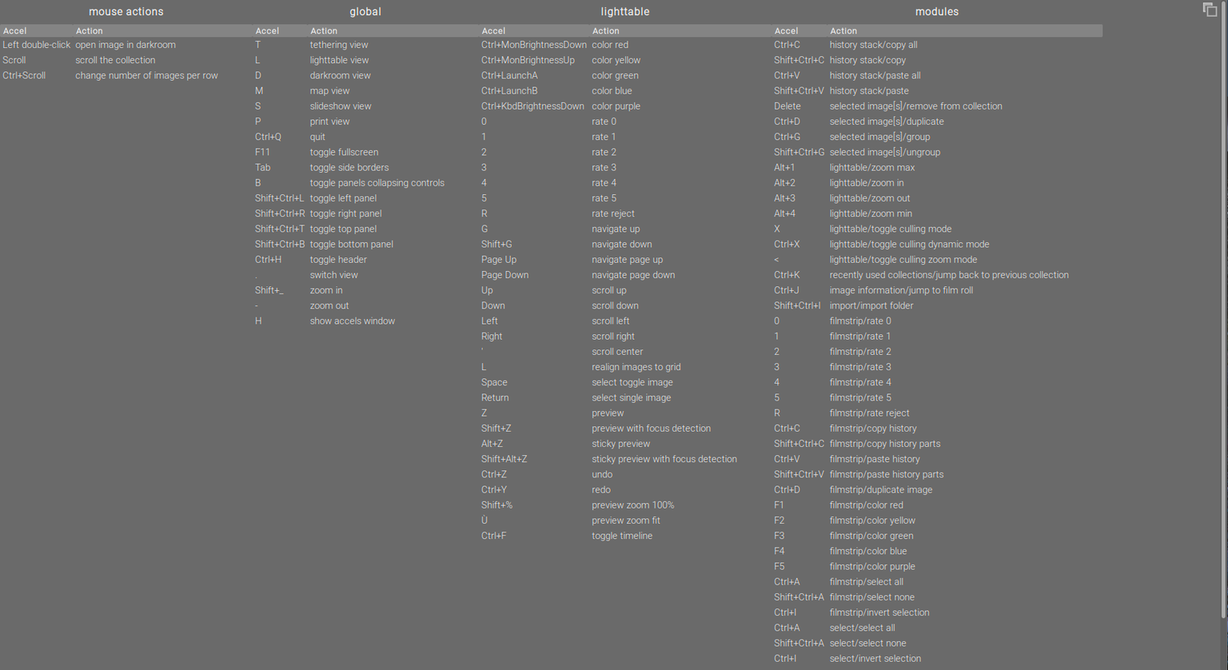 mouse actions
Accel Action
Left double-click open image in darkroom
Scroll scroll the collection
Ctrl+Scroll change number of images per row
global
Accel Action
T tethering view
L lighttable view
D darkroom view
M map view
S slideshow view
P print view
Ctrl+Q quit
F11 toggle fullscreen
Tab toggle side borders
B toggle panels collapsing controls
Shift+Ctrl+L toggle left panel
Shift+Ctrl+R toggle right panel
Shift+Ctrl+T toggle top panel
Shift+Ctrl+B toggle bottom panel
Ctrl+H toggle header
. switch view
Shift+_ zoom in
- zoom out
H show accels window
lighttable
Accel Action
Ctrl+MonBrightnessDown color red
Ctrl+MonBrightnessUp color yellow
Ctrl+LaunchA color green
Ctrl+LaunchB color blue
Ctrl+KbdBrightnessDown color purple
0 rate 0
1 rate 1
2 rate 2
3 rate 3
4 rate 4
5 rate 5
R rate reject
G navigate up
Shift+G navigate down
Page Up navigate page up
Page Down navigate page down
Up scroll up
Down scroll down
Left scroll left
Right scroll right
' scroll center
L realign images to grid
Space select toggle image
Return select single image
Z preview
Shift+Z preview with focus detection
Alt+Z sticky preview
Shift+Alt+Z sticky preview with focus detection
Ctrl+Z undo
Ctrl+Y redo
Shift+% preview zoom 100%
Ù preview zoom fit
Ctrl+F toggle timeline
modules
Accel Action
Ctrl+C history stack/copy all
Shift+Ctrl+C history stack/copy
Ctrl+V history stack/paste all
Shift+Ctrl+V history stack/paste
Delete selected image[s]/remove from collection
Ctrl+D selected image[s]/duplicate
Ctrl+G selected image[s]/group
Shift+Ctrl+G selected image[s]/ungroup
Alt+1 lighttable/zoom max
Alt+2 lighttable/zoom in
Alt+3 lighttable/zoom out
Alt+4 lighttable/zoom min
X lighttable/toggle culling mode
Ctrl+X lighttable/toggle culling dynamic mode
< lighttable/toggle culling zoom mode
Ctrl+K recently used collections/jump back to previous collection
Ctrl+J image information/jump to film roll
Shift+Ctrl+I import/import folder
0 filmstrip/rate 0
1 filmstrip/rate 1
2 filmstrip/rate 2
3 filmstrip/rate 3
4 filmstrip/rate 4
5 filmstrip/rate 5
R filmstrip/rate reject
Ctrl+C filmstrip/copy history
Shift+Ctrl+C filmstrip/copy history parts
Ctrl+V filmstrip/paste history
Shift+Ctrl+V filmstrip/paste history parts
Ctrl+D filmstrip/duplicate image
F1 filmstrip/color red
F2 filmstrip/color yellow
F3 filmstrip/color green
F4 filmstrip/color blue
F5 filmstrip/color purple
Ctrl+A filmstrip/select all
Shift+Ctrl+A filmstrip/select none
Ctrl+I filmstrip/invert selection
Ctrl+A select/select all
Shift+Ctrl+A select/select none
Ctrl+I select/invert selection